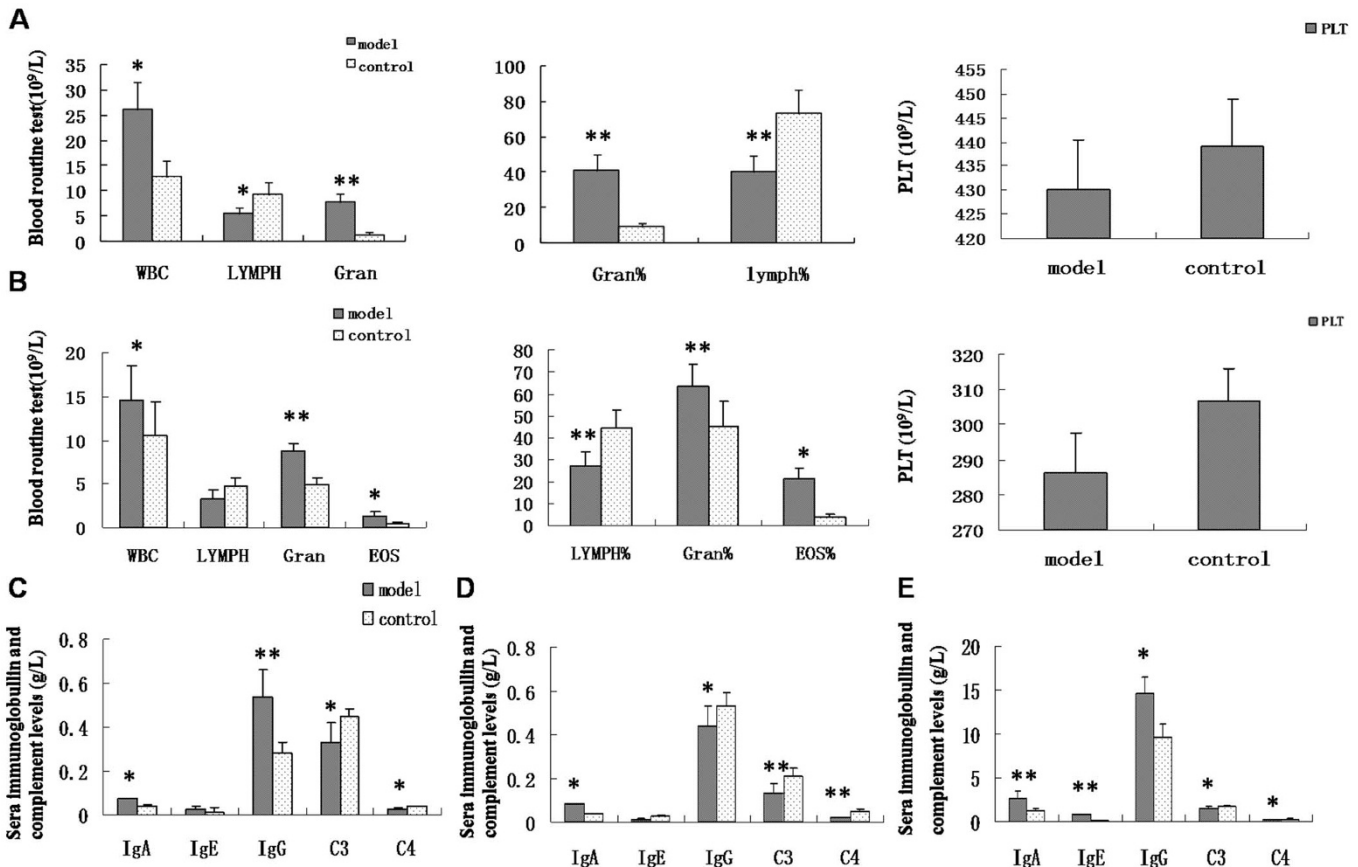 A
model
control
Blood routine test(10⁹/L)
35
30
25
20
15
10
5
0
*
*
**
WBC LYMPH Gran
100
80
60
40
20
0
**
**
Gran% lymph%
PLT
PLT (10⁹/L)
455
450
445
440
435
430
425
420
model control
B
model
control
Blood routine test(10⁹/L)
20
15
10
5
0
*
**
*
WBC LYMPH Gran EOS
80
70
60
50
40
30
20
10
0
**
**
*
LYMPH% Gran% EOS%
PLT
PLT (10⁹/L)
320
310
300
290
280
270
model control
C
model
control
Sera immunoglobullin and
complement levels (g/L)
0.8
0.6
0.4
0.2
0
*
**
*
*
IgA IgE IgG C3 C4
D
Sera immunoglobullin and
complement levels (g/L)
0.8
0.6
0.4
0.2
0
*
*
**
**
IgA IgE IgG C3 C4
E
Sera immunoglobullin and
complement levels (g/L)
20
15
10
5
0
**
**
*
*
*
IgA IgE IgG C3 C4